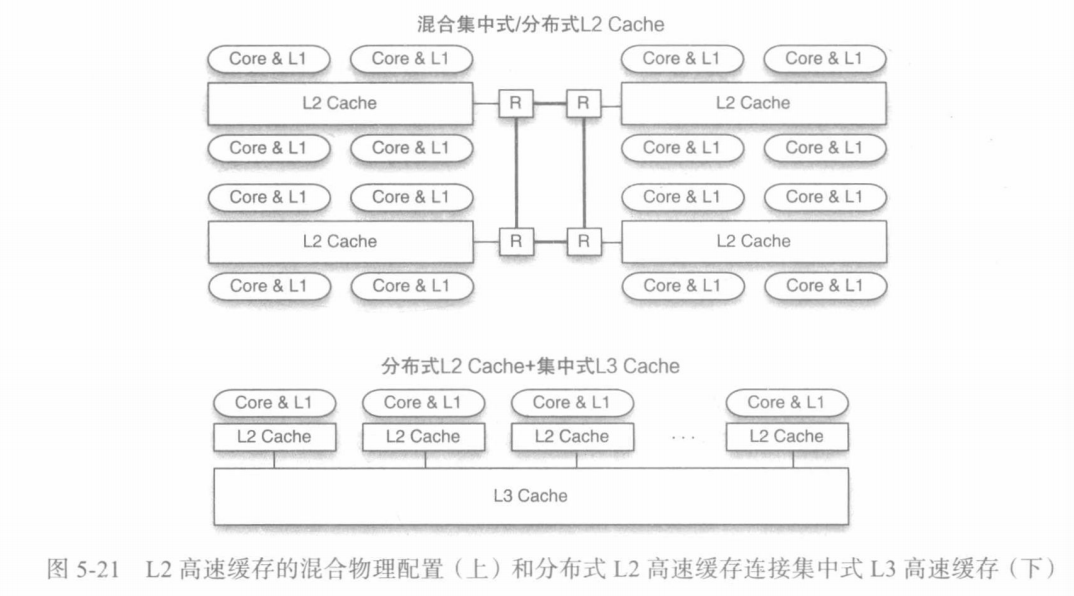 混合集中式/分布式L2 Cache
Core & L1 Core & L1 Core & L1 Core & L1
L2 Cache R R L2 Cache
Core & L1 Core & L1 Core & L1 Core & L1
Core & L1 Core & L1 Core & L1 Core & L1
L2 Cache R R L2 Cache
Core & L1 Core & L1 Core & L1 Core & L1
分布式L2 Cache+集中式L3 Cache
Core & L1 Core & L1 Core & L1 Core & L1
L2 Cache L2 Cache L2 Cache ... L2 Cache
L3 Cache
图 5-21 L2 高速缓存的混合物理配置（上）和分布式 L2 高速缓存连接集中式 L3 高速缓存（下）